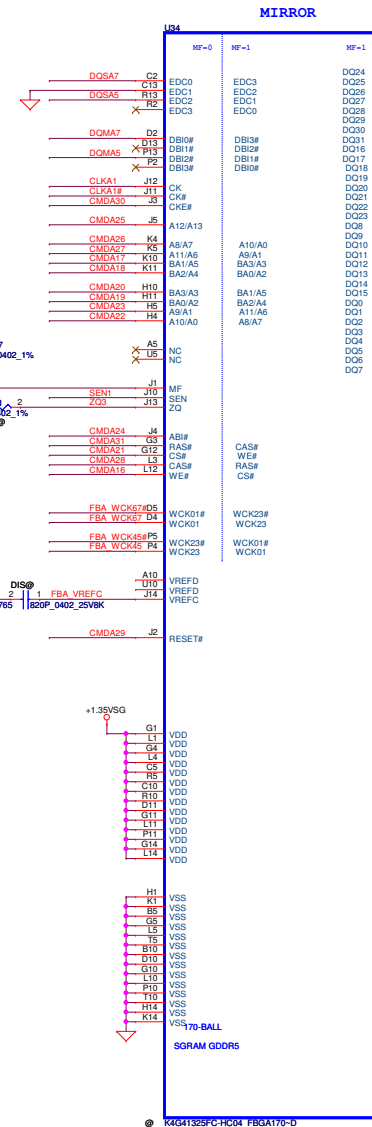 MIRROR
U34
MF=0 MF=1 MF=1
DQ24
DQSA7 C2 EDC0 EDC3 DQ25
C13 EDC1 EDC2 DQ26
DQSA5 R13 EDC2 EDC1 DQ27
R2 EDC3 EDC0 DQ28
DQ29
DQ30
DQMA7 D2 DBI0# DBI3# DQ31
D13 DBI1# DBI2# DQ16
DQMA5 P13 DBI2# DBI1# DQ17
P2 DBI3# DBI0# DQ18
DQ19
CLKA1 J12 CK DQ20
CLKA1# J11 CK# DQ21
CMDA30 J3 CKE# DQ22
DQ23
CMDA25 J5 A12/A13 DQ8
DQ9
CMDA26 K4 A8/A7 A10/A0 DQ10
CMDA27 K5 A11/A6 A9/A1 DQ11
CMDA17 K10 BA1/A5 BA3/A3 DQ12
CMDA18 K11 BA2/A4 BA0/A2 DQ13
DQ14
CMDA20 H10 BA3/A3 BA1/A5 DQ15
CMDA19 H11 BA0/A2 BA2/A4 DQ0
CMDA23 H5 A9/A1 A11/A6 DQ1
CMDA22 H4 A10/A0 A8/A7 DQ2
DQ3
DQ4
7 A5 NC DQ5
0402_1% U5 NC DQ6
DQ7
J1 MF
SEN1 J10 SEN
2 ZQ3 J13 ZQ
02_1%
@
CMDA24 J4 ABI#
CMDA31 G3 RAS# CAS#
CMDA21 G12 CS# WE#
CMDA28 L3 CAS# RAS#
CMDA16 L12 WE# CS#
FBA_WCK67# D5 WCK01# WCK23#
FBA_WCK67 D4 WCK01 WCK23
FBA_WCK45# P5 WCK23# WCK01#
FBA_WCK45 P4 WCK23 WCK01
A10 VREFD
DIS@ U10 VREFD
2 1 FBA_VREFC J14 VREFC
765 820P_0402_25V8K
CMDA29 J2 RESET#
+1.35VSG
G1 VDD
L1 VDD
G4 VDD
L4 VDD
C5 VDD
R5 VDD
C10 VDD
R10 VDD
D11 VDD
G11 VDD
L11 VDD
P11 VDD
G14 VDD
L14 VDD
H1 VSS
K1 VSS
B5 VSS
G5 VSS
L5 VSS
T5 VSS
B10 VSS
D10 VSS
G10 VSS
L10 VSS
P10 VSS
T10 VSS
H14 VSS
K14 VSS
170-BALL
SGRAM GDDR5
@ K4G41325FC-HC04 FBGA170~D